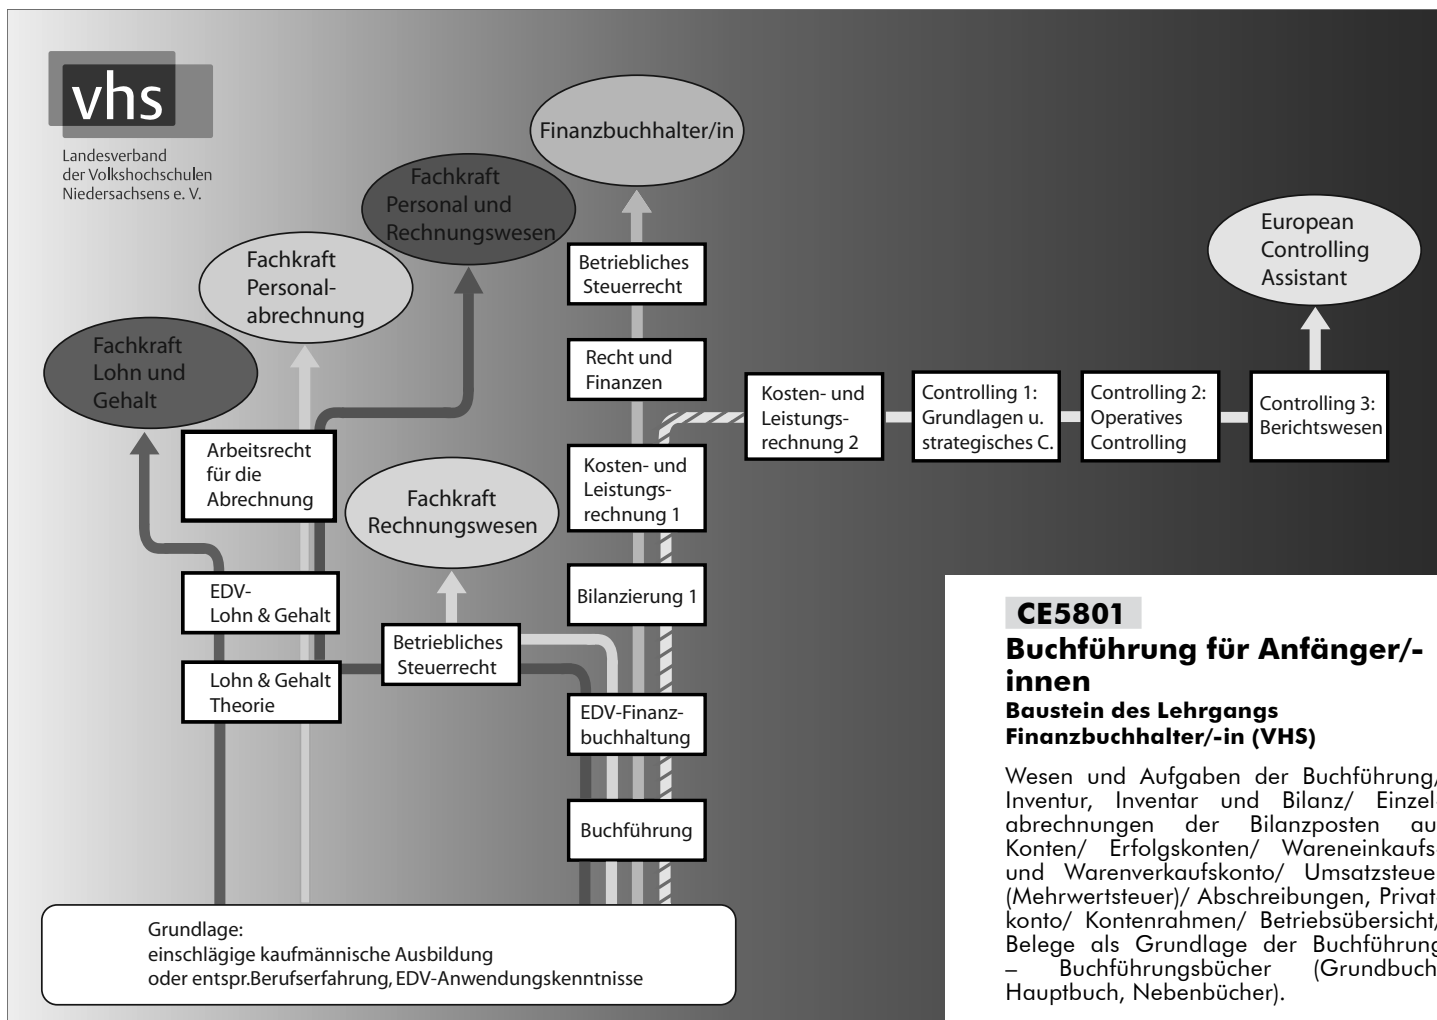 vhs
Landesverband
der Volkshochschulen
Niedersachsens e. V.
Finanzbuchhalter/in
Fachkraft
Personal und
Rechnungswesen
Fachkraft
Personal-
abrechnung
Fachkraft
Lohn und
Gehalt
European
Controlling
Assistant
Betriebliches
Steuerrecht
Recht und
Finanzen
Kosten- und
Leistungs-
rechnung 2
Controlling 1:
Grundlagen u.
strategisches C.
Controlling 2:
Operatives
Controlling
Controlling 3:
Berichtswesen
Arbeitsrecht
für die
Abrechnung
Kosten- und
Leistungs-
rechnung 1
Fachkraft
Rechnungswesen
EDV-
Lohn & Gehalt
Bilanzierung 1
Betriebliches
Steuerrecht
Lohn & Gehalt
Theorie
EDV-Finanz-
buchhaltung
Buchführung
Grundlage:
einschlägige kaufmännische Ausbildung
oder entspr.Berufserfahrung, EDV-Anwendungskenntnisse
CE5801
Buchführung für Anfänger/-
innen
Baustein des Lehrgangs
Finanzbuchhalter/-in (VHS)
Wesen und Aufgaben der Buchführung/
Inventur, Inventar und Bilanz/ Einzel
abrechnungen der Bilanzposten au
Konten/ Erfolgskonten/ Wareneinkaufs-
und Warenverkaufskonto/ Umsatzsteue
(Mehrwertsteuer)/ Abschreibungen, Privat
konto/ Kontenrahmen/ Betriebsübersicht/
Belege als Grundlage der Buchführung
– Buchführungsbücher (Grundbuch
Hauptbuch, Nebenbücher).